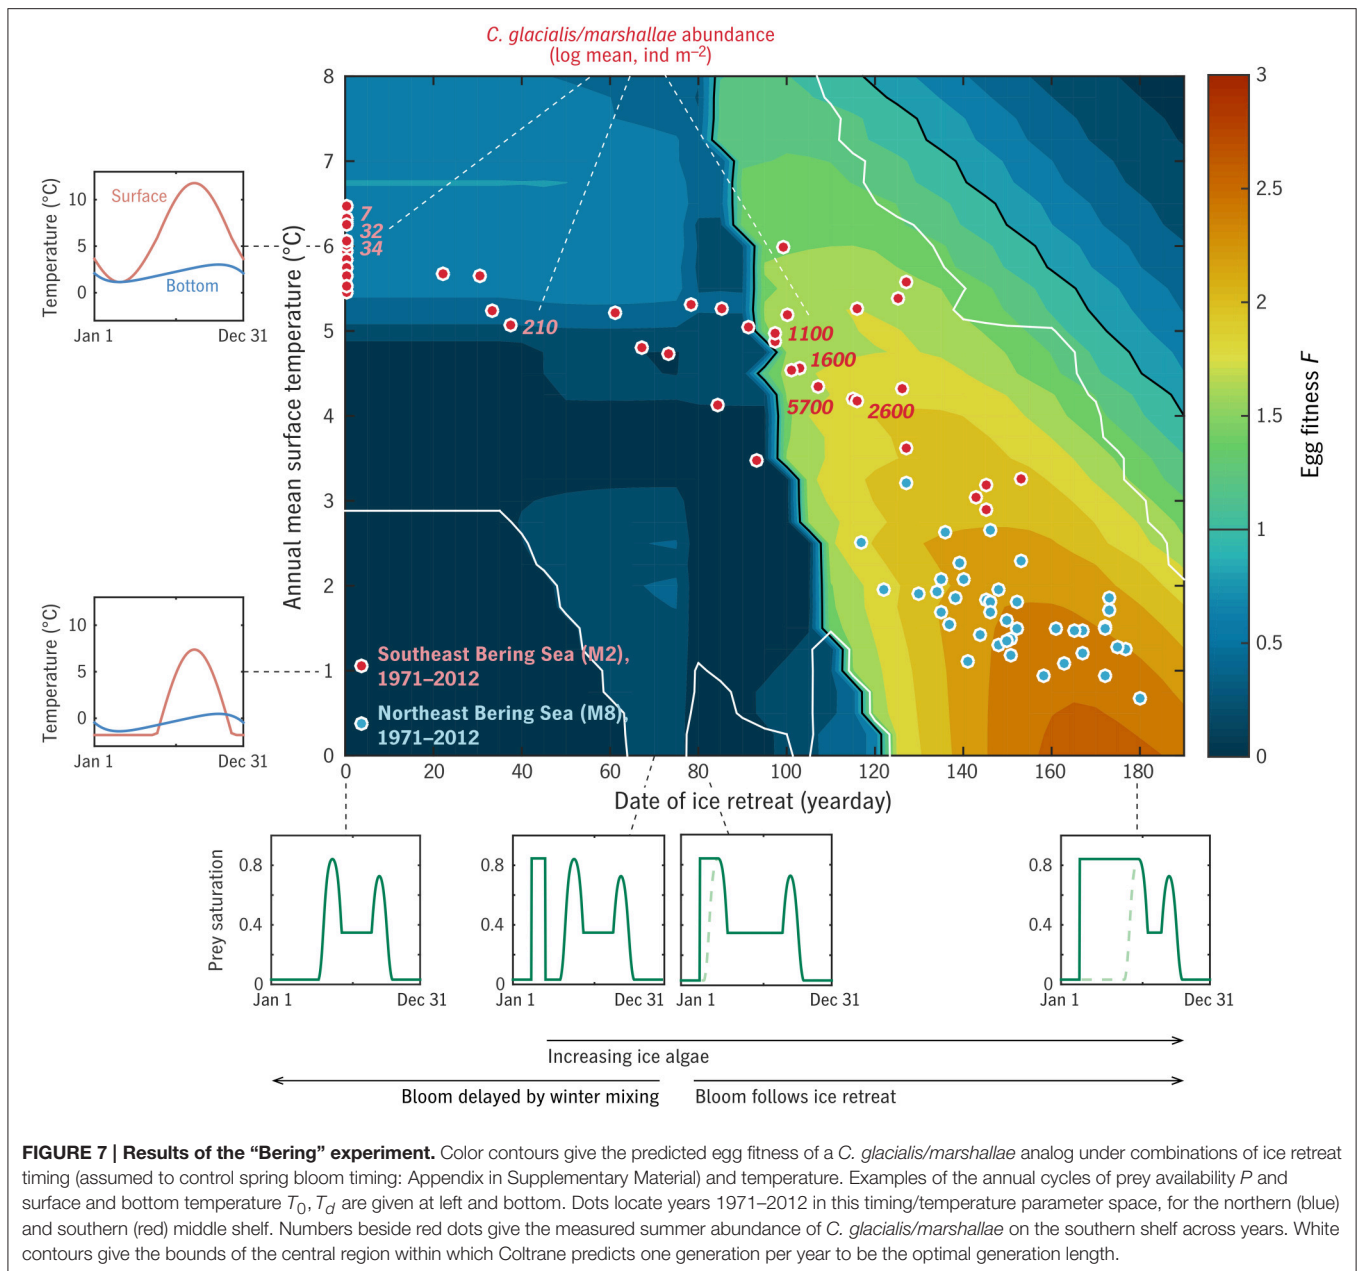 C. glacialis/marshallae abundance
(log mean, ind m–2)
8
7
6
5
4
3
2
1
0
Annual mean surface temperature (°C)
0 20 40 60 80 100 120 140 160 180
Date of ice retreat (yearday)
7
32
34
210
1100
1600
5700
2600
Southeast Bering Sea (M2),
1971–2012
Northeast Bering Sea (M8),
1971–2012
3
2.5
2
1.5
1
0.5
0
Egg fitness F
Temperature (°C)
10
5
0
Surface
Bottom
Jan 1 Dec 31
Temperature (°C)
10
5
0
Jan 1 Dec 31
Prey saturation
0.8
0.4
0
Jan 1 Dec 31
0.8
0.4
0
Jan 1 Dec 31
0.8
0.4
0
Jan 1 Dec 31
0.8
0.4
0
Jan 1 Dec 31
Increasing ice algae
Bloom delayed by winter mixing
Bloom follows ice retreat
FIGURE 7 | Results of the “Bering” experiment. Color contours give the predicted egg fitness of a C. glacialis/marshallae analog under combinations of ice retreat
timing (assumed to control spring bloom timing: Appendix in Supplementary Material) and temperature. Examples of the annual cycles of prey availability P and
surface and bottom temperature T0, Td are given at left and bottom. Dots locate years 1971–2012 in this timing/temperature parameter space, for the northern (blue)
and southern (red) middle shelf. Numbers beside red dots give the measured summer abundance of C. glacialis/marshallae on the southern shelf across years. White
contours give the bounds of the central region within which Coltrane predicts one generation per year to be the optimal generation length.